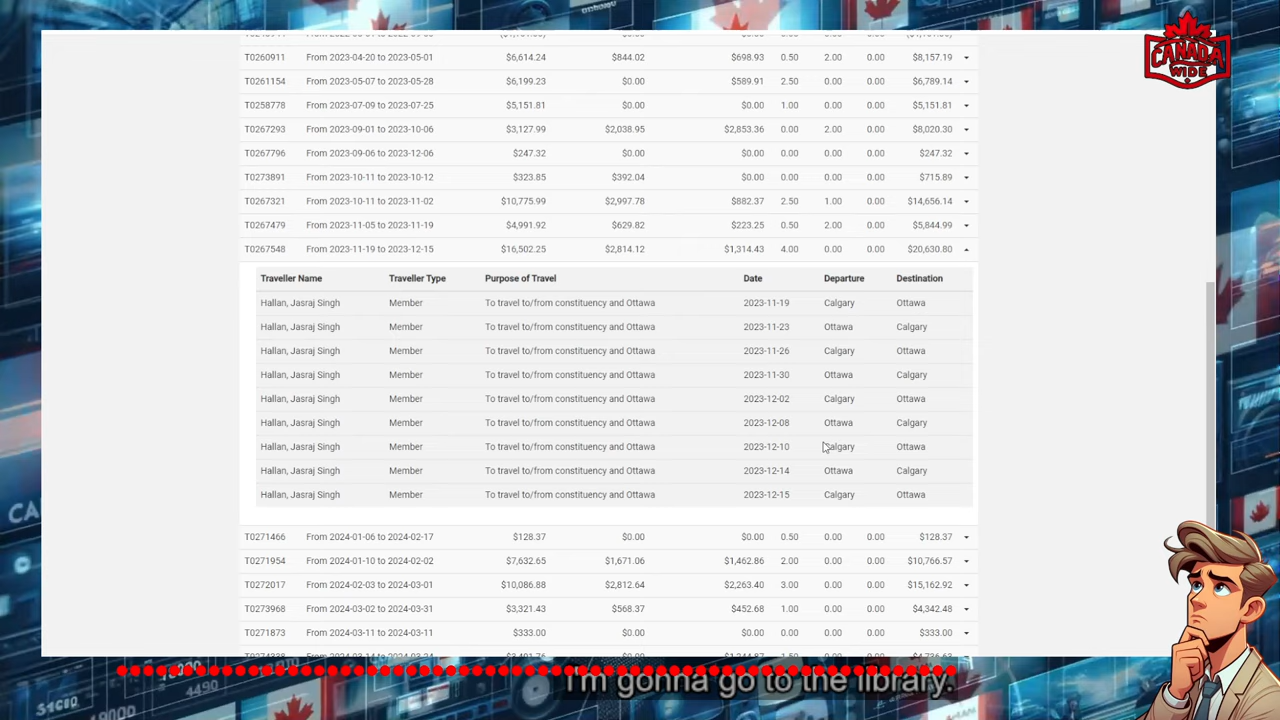 CANADA
WIDE
T0260911 From 2023-04-20 to 2023-05-01 $6,614.24 $844.02 $698.93 0.50 2.00 0.00 $8,157.19
T0261154 From 2023-05-07 to 2023-05-28 $6,199.23 $0.00 $589.91 2.50 0.00 0.00 $6,789.14
T0258778 From 2023-07-09 to 2023-07-25 $5,151.81 $0.00 $0.00 1.00 0.00 0.00 $5,151.81
T0267293 From 2023-09-01 to 2023-10-06 $3,127.99 $2,038.95 $2,853.36 0.00 2.00 0.00 $8,020.30
T0267796 From 2023-09-06 to 2023-12-06 $247.32 $0.00 $0.00 0.00 0.00 0.00 $247.32
T0273891 From 2023-10-11 to 2023-10-12 $323.85 $392.04 $0.00 0.00 0.00 0.00 $715.89
T0267321 From 2023-10-11 to 2023-11-02 $10,775.99 $2,997.78 $882.37 2.50 1.00 0.00 $14,656.14
T0267479 From 2023-11-05 to 2023-11-19 $4,991.92 $629.82 $223.25 0.50 2.00 0.00 $5,844.99
T0267548 From 2023-11-19 to 2023-12-15 $16,502.25 $2,814.12 $1,314.43 4.00 0.00 0.00 $20,630.80
Traveller Name Traveller Type Purpose of Travel Date Departure Destination
Hallan, Jasraj Singh Member To travel to/from constituency and Ottawa 2023-11-19 Calgary Ottawa
Hallan, Jasraj Singh Member To travel to/from constituency and Ottawa 2023-11-23 Ottawa Calgary
Hallan, Jasraj Singh Member To travel to/from constituency and Ottawa 2023-11-26 Calgary Ottawa
Hallan, Jasraj Singh Member To travel to/from constituency and Ottawa 2023-11-30 Ottawa Calgary
Hallan, Jasraj Singh Member To travel to/from constituency and Ottawa 2023-12-02 Calgary Ottawa
Hallan, Jasraj Singh Member To travel to/from constituency and Ottawa 2023-12-08 Ottawa Calgary
Hallan, Jasraj Singh Member To travel to/from constituency and Ottawa 2023-12-10 Calgary Ottawa
Hallan, Jasraj Singh Member To travel to/from constituency and Ottawa 2023-12-14 Ottawa Calgary
Hallan, Jasraj Singh Member To travel to/from constituency and Ottawa 2023-12-15 Calgary Ottawa
T0271466 From 2024-01-06 to 2024-02-17 $128.37 $0.00 $0.00 0.50 0.00 0.00 $128.37
T0271954 From 2024-01-10 to 2024-02-02 $7,632.65 $1,671.06 $1,462.86 2.00 0.00 0.00 $10,766.57
T0272017 From 2024-02-03 to 2024-03-01 $10,086.88 $2,812.64 $2,263.40 3.00 0.00 0.00 $15,162.92
T0273968 From 2024-03-02 to 2024-03-31 $3,321.43 $568.37 $452.68 1.00 0.00 0.00 $4,342.48
T0271873 From 2024-03-11 to 2024-03-11 $333.00 $0.00 $0.00 0.00 0.00 0.00 $333.00
I'm gonna go to the library.